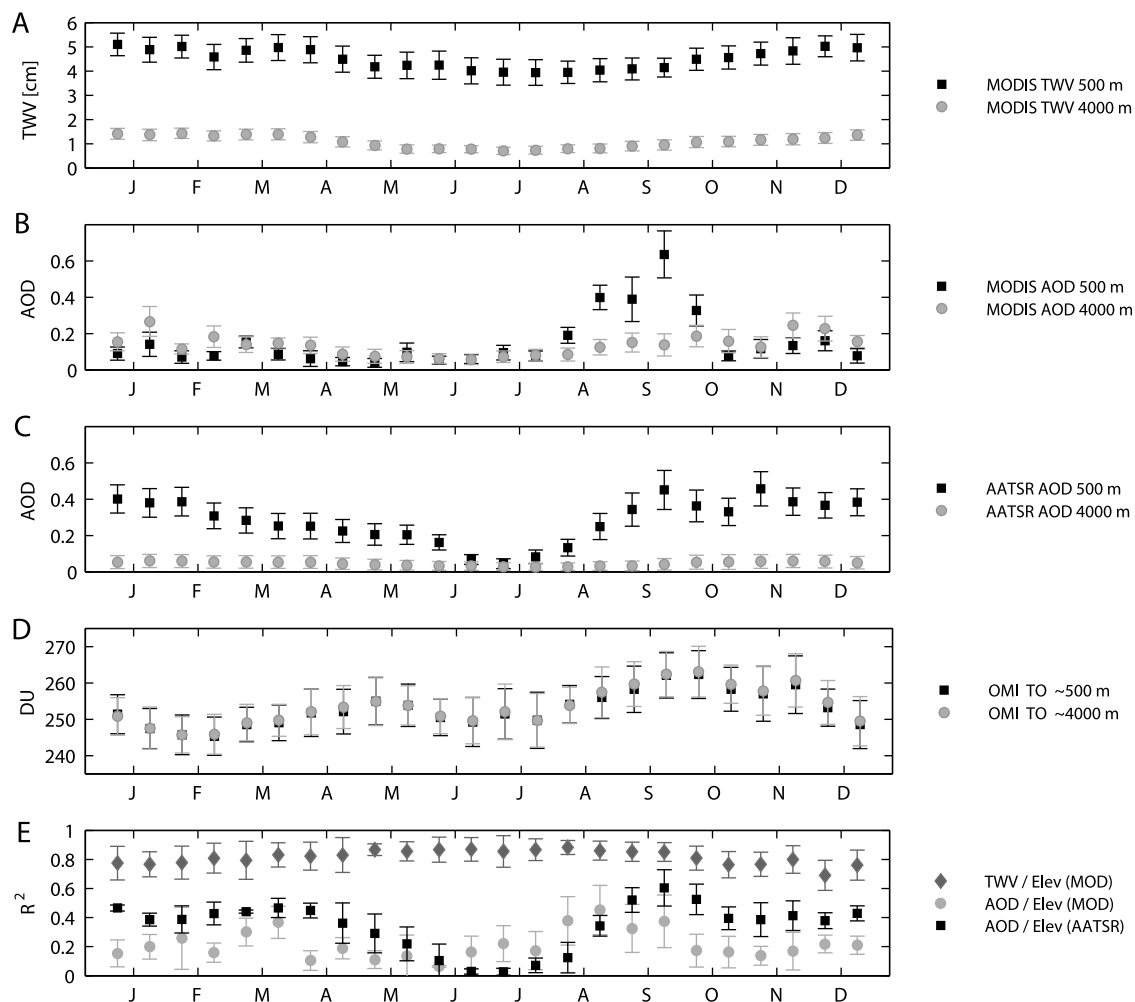 A
TWV [cm]
6
5
4
3
2
1
0
J F M A M J J A S O N D
MODIS TWV 500 m
MODIS TWV 4000 m
B
AOD
0.6
0.4
0.2
0
J F M A M J J A S O N D
MODIS AOD 500 m
MODIS AOD 4000 m
C
AOD
0.6
0.4
0.2
0
J F M A M J J A S O N D
AATSR AOD 500 m
AATSR AOD 4000 m
D
DU
270
260
250
240
J F M A M J J A S O N D
OMI TO ~500 m
OMI TO ~4000 m
E
R²
1
0.8
0.6
0.4
0.2
0
J F M A M J J A S O N D
TWV / Elev (MOD)
AOD / Elev (MOD)
AOD / Elev (AATSR)